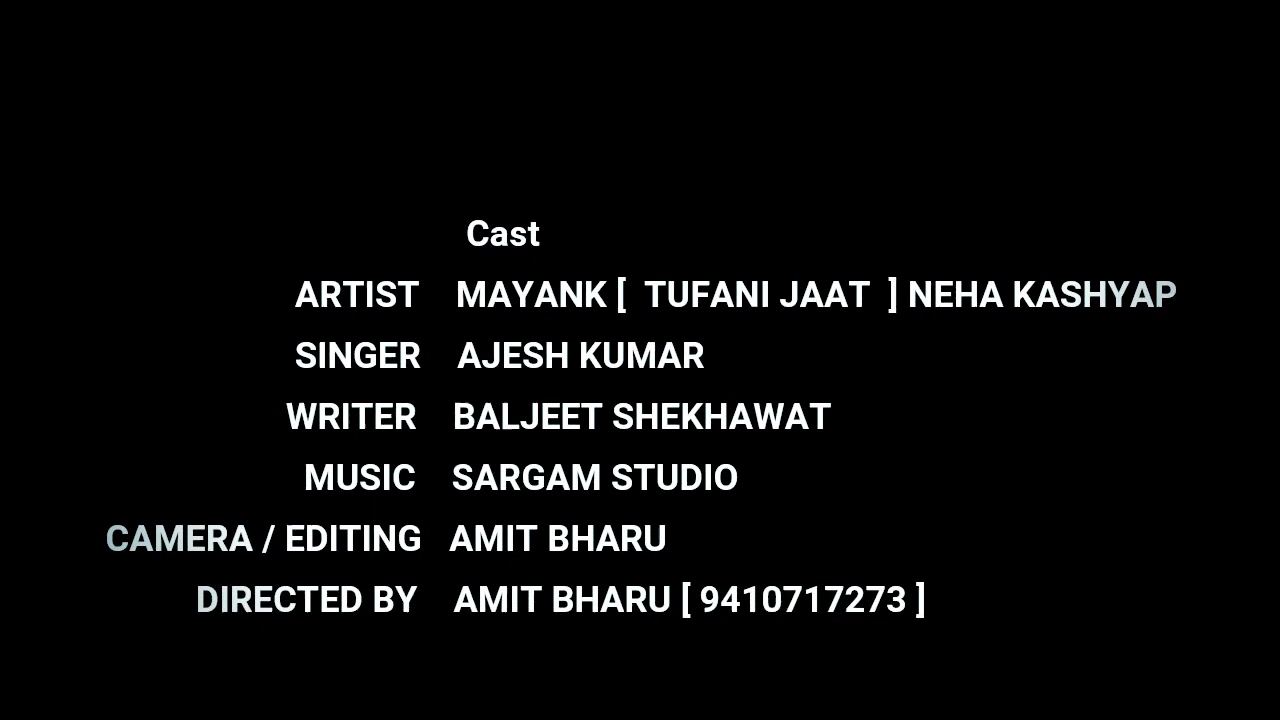 Cast
ARTIST MAYANK [ TUFANI JAAT ] NEHA KASHYAP
SINGER AJESH KUMAR
WRITER BALJEET SHEKHAWAT
MUSIC SARGAM STUDIO
CAMERA / EDITING AMIT BHARU
DIRECTED BY AMIT BHARU [ 9410717273 ]